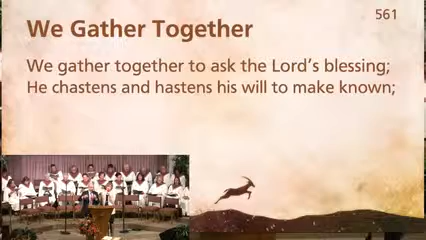 561
We Gather Together
We gather together to ask the Lord's blessing;
He chastens and hastens his will to make known;